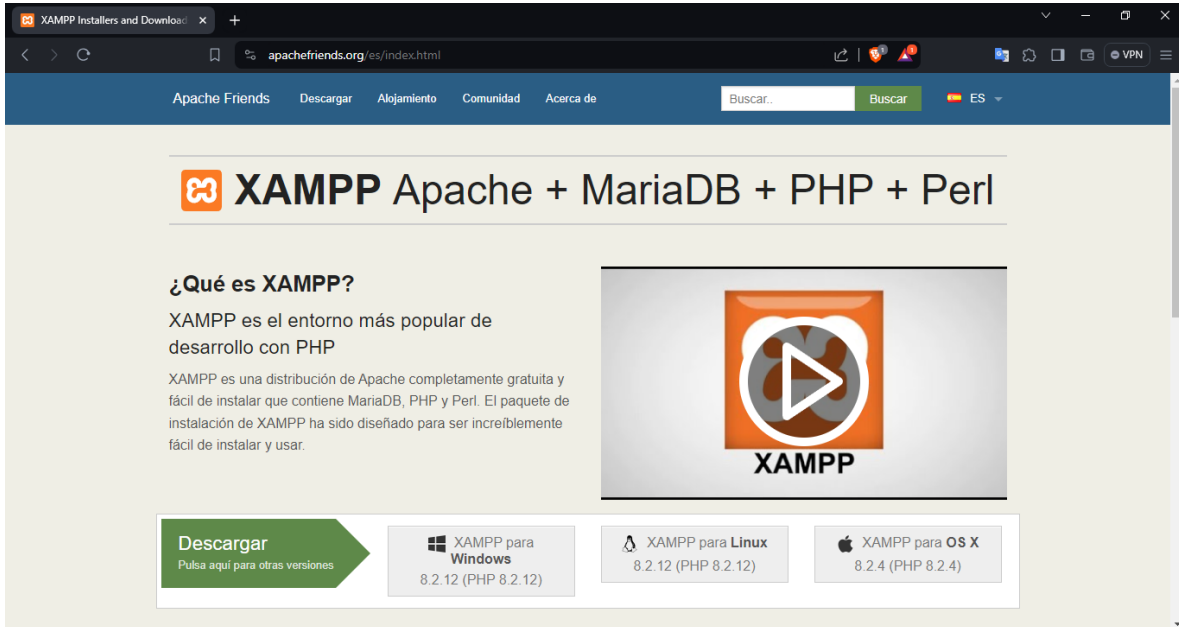 XAMPP Installers and Download
apachefriends.org/es/index.html
VPN
Apache Friends Descargar Alojamiento Comunidad Acerca de Buscar.. Buscar ES
XAMPP Apache + MariaDB + PHP + Perl
¿Qué es XAMPP?
XAMPP es el entorno más popular de
desarrollo con PHP
XAMPP es una distribución de Apache completamente gratuita y
fácil de instalar que contiene MariaDB, PHP y Perl. El paquete de
instalación de XAMPP ha sido diseñado para ser increíblemente
fácil de instalar y usar.
XAMPP
Descargar
Pulsa aquí para otras versiones
XAMPP para
Windows
8.2.12 (PHP 8.2.12)
XAMPP para Linux
8.2.12 (PHP 8.2.12)
XAMPP para OS X
8.2.4 (PHP 8.2.4)